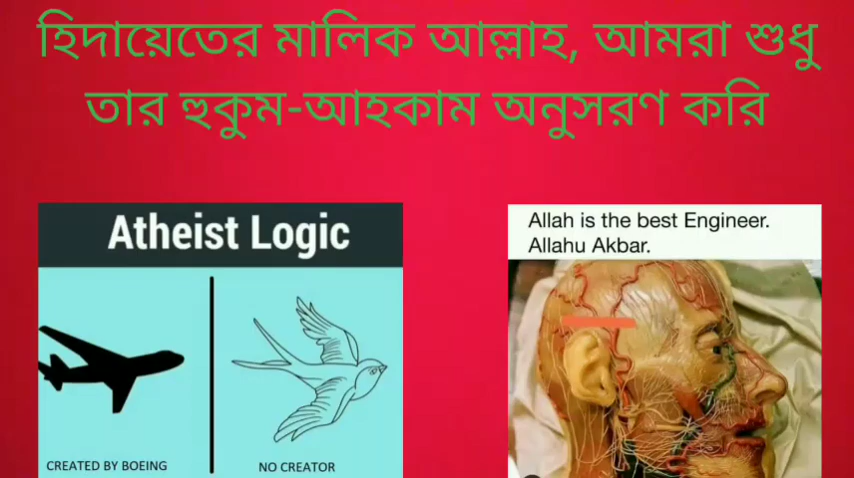 হিদায়েতের মালিক আল্লাহ, আমরা শুধু
তার হুকুম-আহকাম অনুসরণ করি
Atheist Logic
CREATED BY BOEING
NO CREATOR
Allah is the best Engineer.
Allahu Akbar.